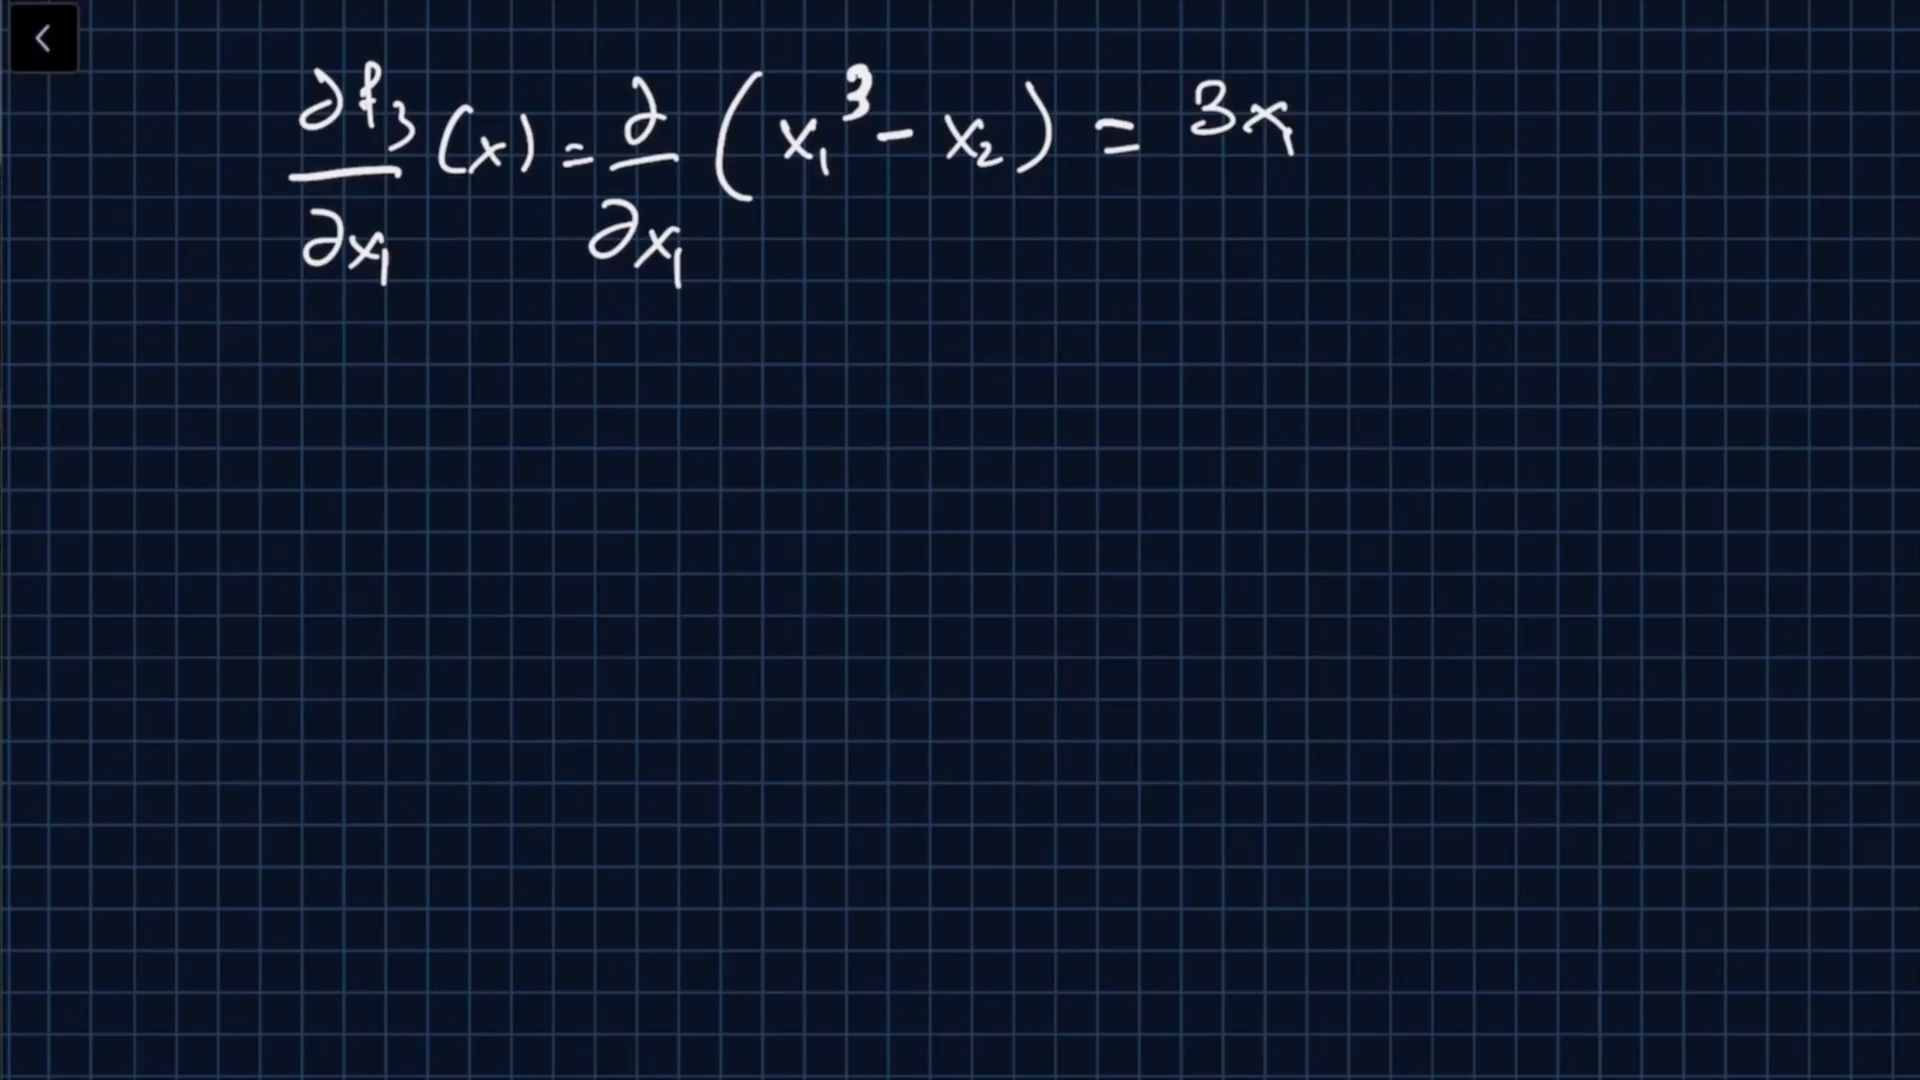 ∂f₃/∂x₁ (x) = ∂/∂x₁ (x₁³ - x₂) = 3x₁